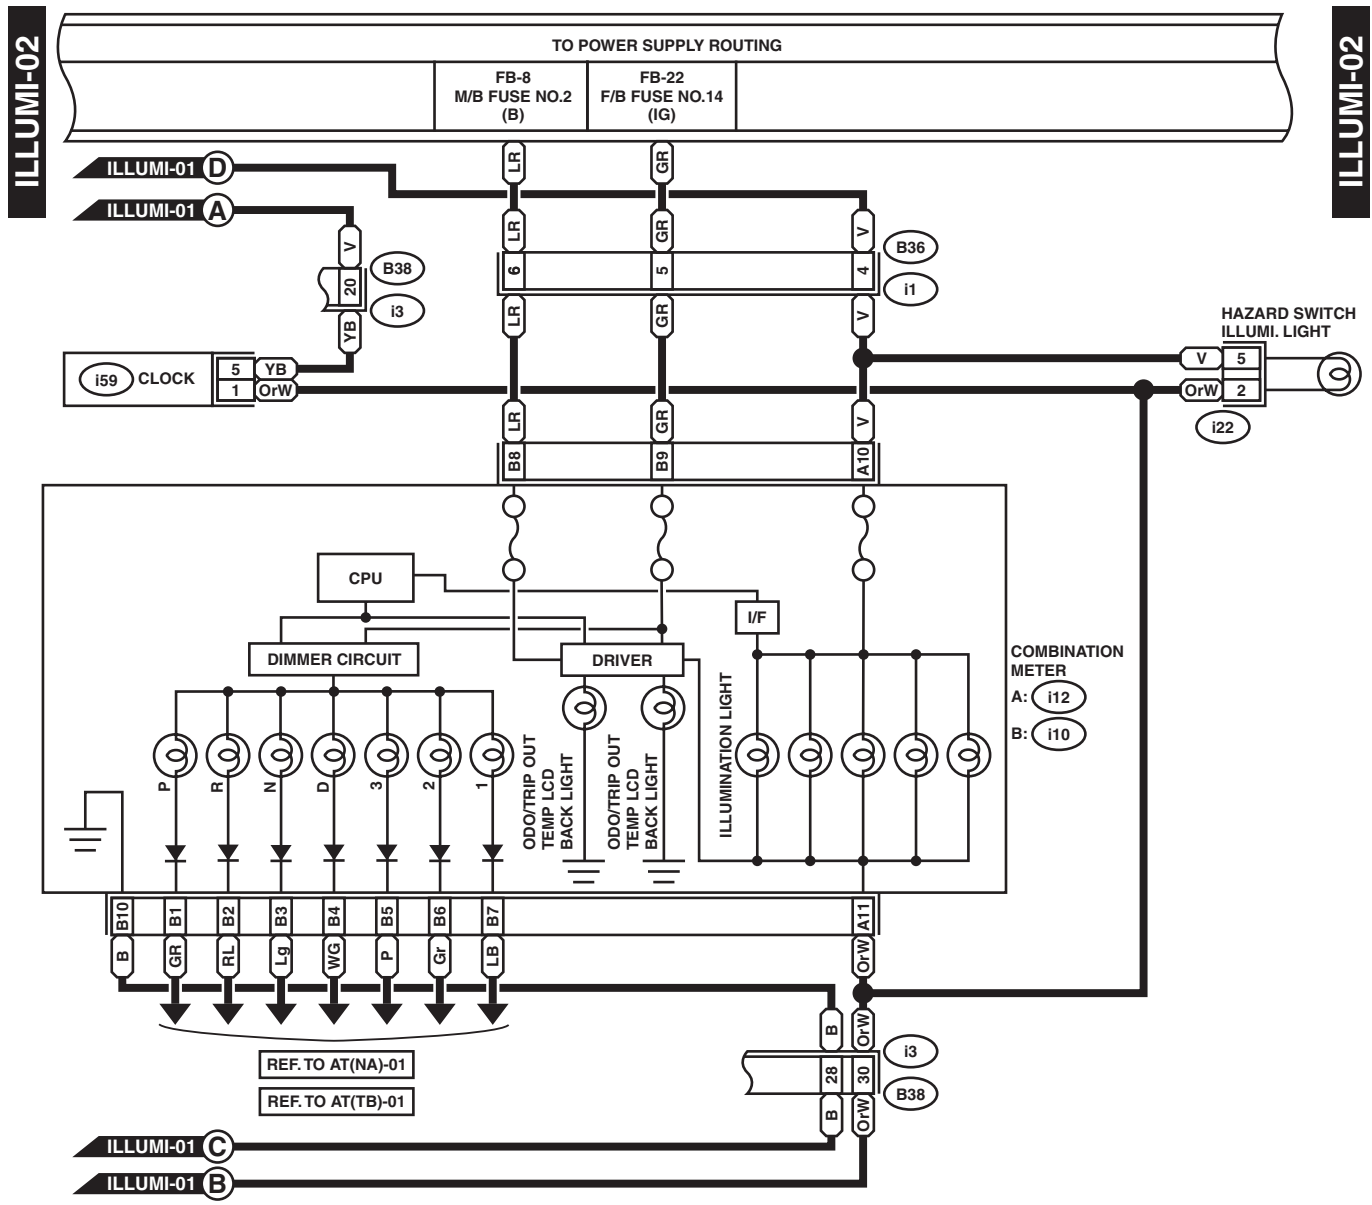 ILLUMI-02
ILLUMI-02
TO POWER SUPPLY ROUTING
FB-8
M/B FUSE NO.2
(B)
FB-22
F/B FUSE NO.14
(IG)
ILLUMI-01 D
ILLUMI-01 A
LR
GR
LR
GR
V
V
B38
20
i3
YB
6
5
4
B36
i1
LR
GR
V
HAZARD SWITCH
ILLUMI. LIGHT
V 5
OrW 2
i22
i59 CLOCK
5 YB
1 OrW
LR
GR
V
B8
B9
A10
CPU
I/F
DIMMER CIRCUIT
DRIVER
COMBINATION
METER
A: i12
B: i10
P
R
N
D
3
2
1
ODO/TRIP OUT
TEMP LCD
BACK LIGHT
ODO/TRIP OUT
TEMP LCD
BACK LIGHT
ILLUMINATION LIGHT
B10
B1
B2
B3
B4
B5
B6
B7
A11
B
GR
RL
Lg
WG
P
Gr
LB
OrW
B
OrW
REF. TO AT(NA)-01
REF. TO AT(TB)-01
28
30
i3
B38
B
OrW
ILLUMI-01 C
ILLUMI-01 B